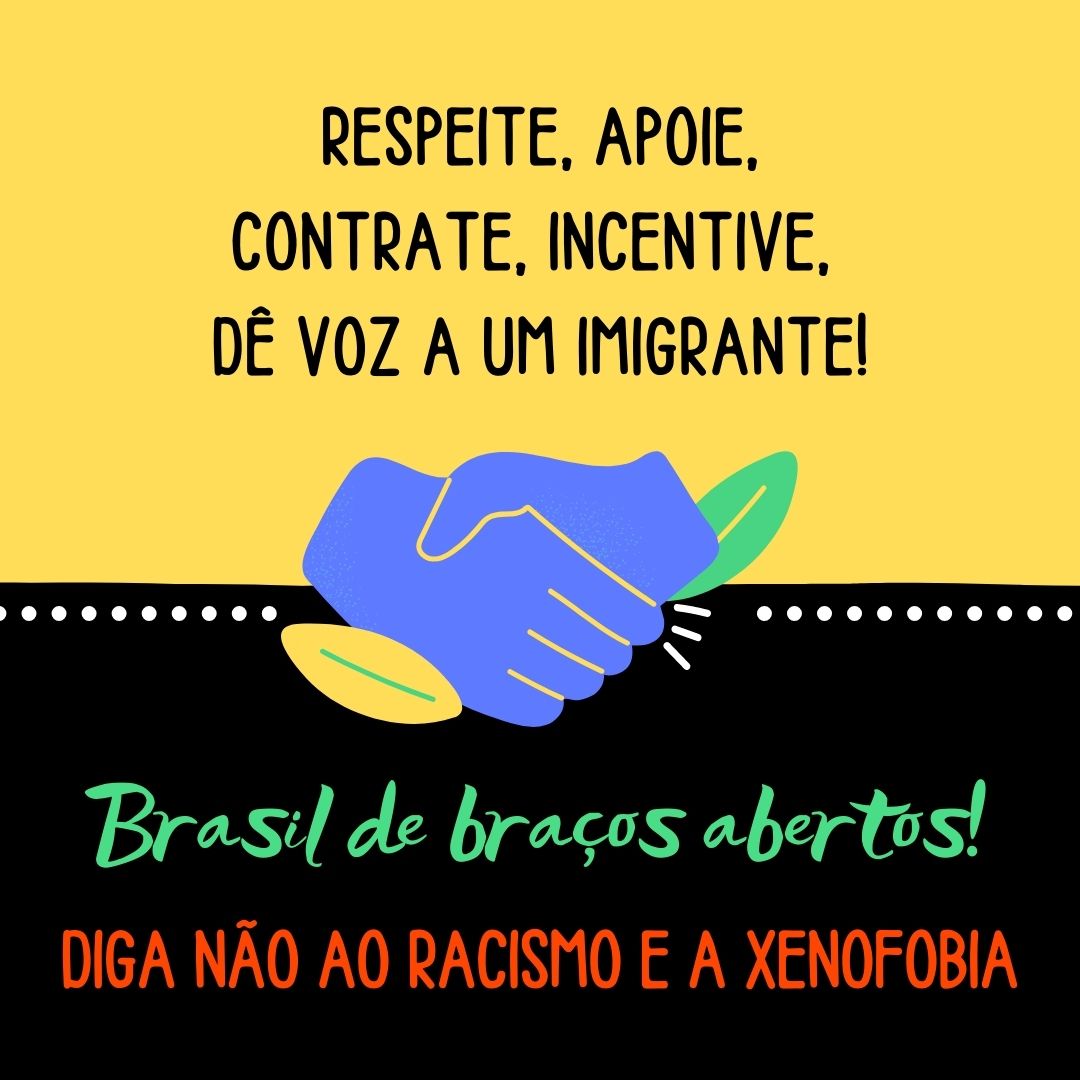 RESPEITE, APOIE,
CONTRATE, INCENTIVE,
DÊ VOZ A UM IMIGRANTE!
Brasil de braços abertos!
DIGA NÃO AO RACISMO E A XENOFOBIA